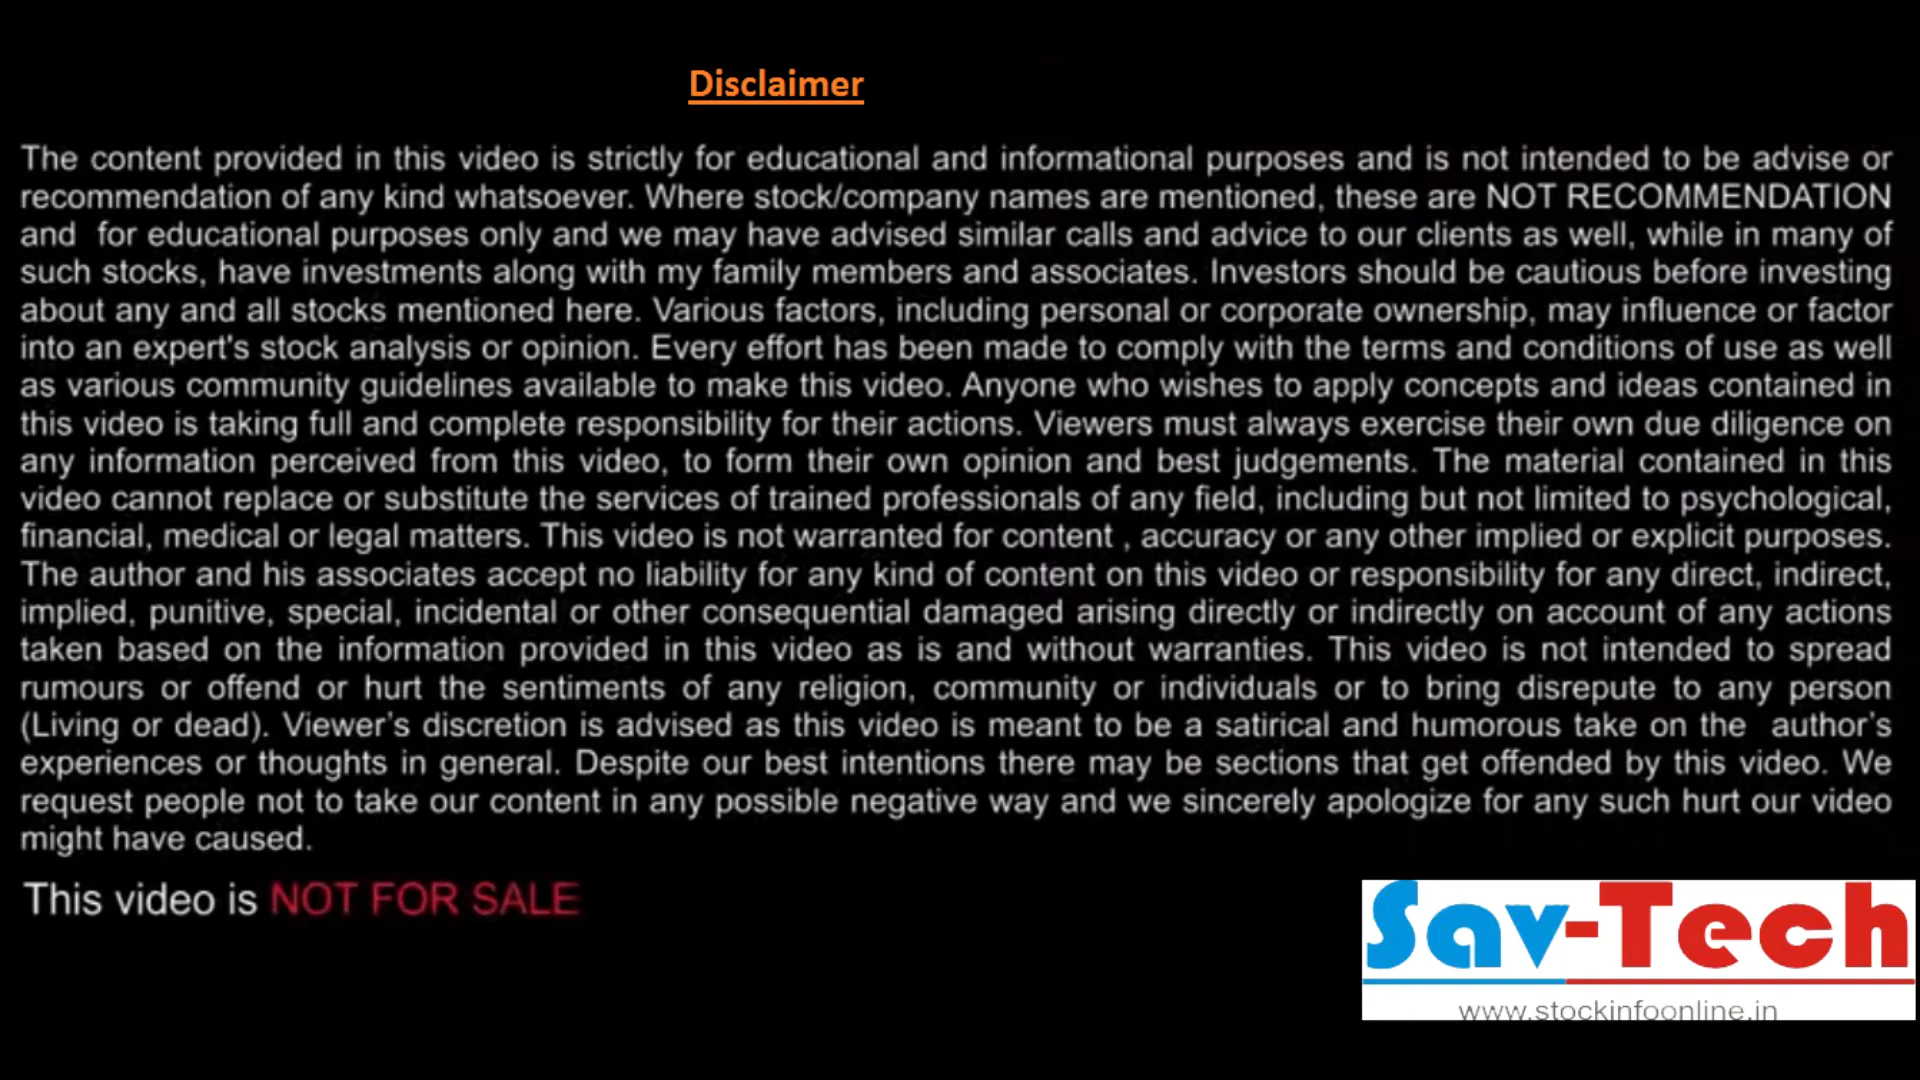 Disclaimer
The content provided in this video is strictly for educational and informational purposes and is not intended to be advise or
recommendation of any kind whatsoever. Where stock/company names are mentioned, these are NOT RECOMMENDATION
and for educational purposes only and we may have advised similar calls and advice to our clients as well, while in many of
such stocks, have investments along with my family members and associates. Investors should be cautious before investing
about any and all stocks mentioned here. Various factors, including personal or corporate ownership, may influence or factor
into an expert's stock analysis or opinion. Every effort has been made to comply with the terms and conditions of use as well
as various community guidelines available to make this video. Anyone who wishes to apply concepts and ideas contained in
this video is taking full and complete responsibility for their actions. Viewers must always exercise their own due diligence on
any information perceived from this video, to form their own opinion and best judgements. The material contained in this
video cannot replace or substitute the services of trained professionals of any field, including but not limited to psychological,
financial, medical or legal matters. This video is not warranted for content , accuracy or any other implied or explicit purposes.
The author and his associates accept no liability for any kind of content on this video or responsibility for any direct, indirect,
implied, punitive, special, incidental or other consequential damaged arising directly or indirectly on account of any actions
taken based on the information provided in this video as is and without warranties. This video is not intended to spread
rumours or offend or hurt the sentiments of any religion, community or individuals or to bring disrepute to any person
(Living or dead). Viewer’s discretion is advised as this video is meant to be a satirical and humorous take on the author’s
experiences or thoughts in general. Despite our best intentions there may be sections that get offended by this video. We
request people not to take our content in any possible negative way and we sincerely apologize for any such hurt our video
might have caused.
This video is NOT FOR SALE
Sav-Tech
www.stockinfoonline.in